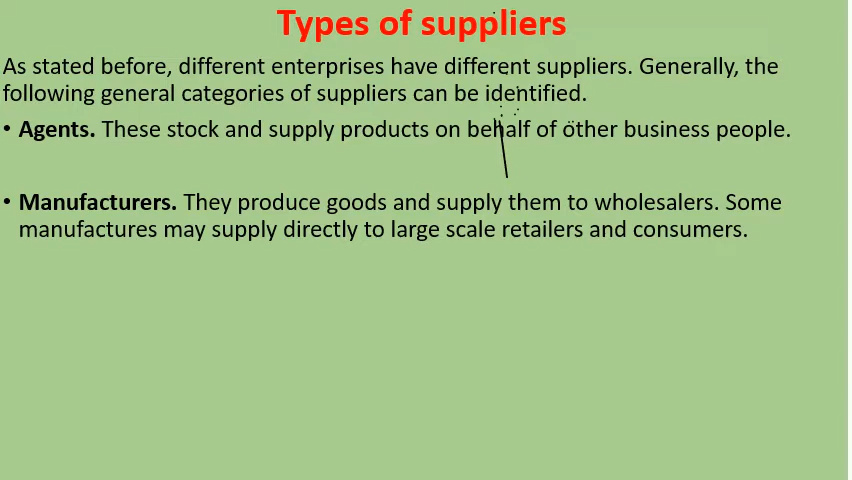 Types of suppliers
As stated before, different enterprises have different suppliers. Generally, the
following general categories of suppliers can be identified.
• Agents. These stock and supply products on behalf of other business people.
• Manufacturers. They produce goods and supply them to wholesalers. Some
manufactures may supply directly to large scale retailers and consumers.